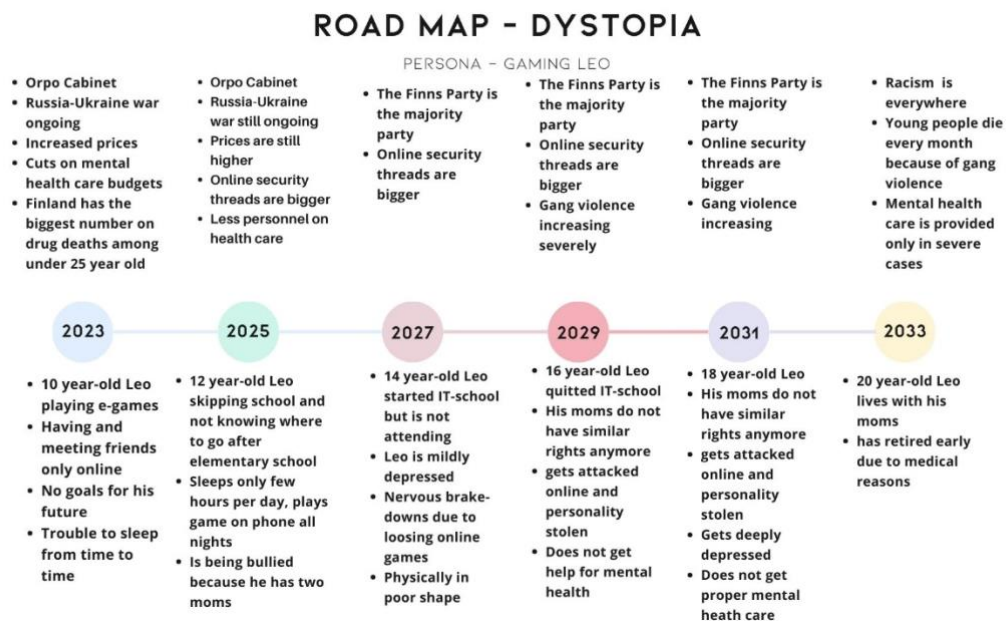 ROAD MAP - DYSTOPIA
PERSONA - GAMING LEO
• Orpo Cabinet
• Russia-Ukraine war
ongoing
• Increased prices
• Cuts on mental
health care budgets
• Finland has the
biggest number on
drug deaths among
under 25 year old
• Orpo Cabinet
• Russia-Ukraine
war still ongoing
• Prices are still
higher
• Online security
threads are bigger
• Less personnel on
health care
• The Finns Party is
the majority
party
• Online security
threads are
bigger
• The Finns Party is
the majority
party
• Online security
threads are
bigger
• Gang violence
increasing
severely
• The Finns Party is
the majority
party
• Online security
threads are
bigger
• Gang violence
increasing
• Racism is
everywhere
• Young people die
every month
because of gang
violence
• Mental health
care is provided
only in severe
cases
2023
2025
2027
2029
2031
2033
• 10 year-old Leo
playing e-games
• Having and
meeting friends
only online
• No goals for his
future
• Trouble to sleep
from time to
time
• 12 year-old Leo
skipping school and
not knowing where
to go after
elementary school
• Sleeps only few
hours per day, plays
game on phone all
nights
• Is being bullied
because he has two
moms
• 14 year-old Leo
started IT-school
but is not
attending
• Leo is mildly
depressed
• Nervous brake-
downs due to
loosing online
games
• Physically in
poor shape
• 16 year-old Leo
quitted IT-school
• His moms do not
have similar
rights anymore
• gets attacked
online and
personality
stolen
• Does not get
help for mental
health
• 18 year-old Leo
• His moms do not
have similar
rights anymore
• gets attacked
online and
personality
stolen
• Gets deeply
depressed
• Does not get
proper mental
heath care
• 20 year-old Leo
lives with his
moms
• has retired early
due to medical
reasons